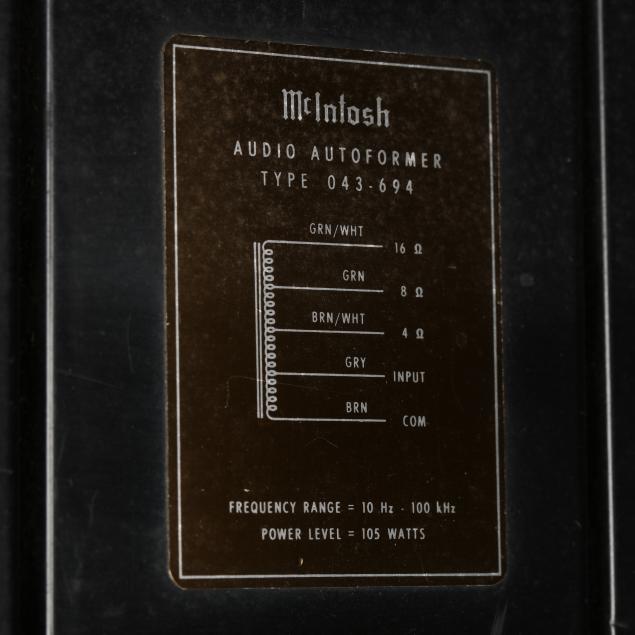 McIntosh
AUDIO AUTOFORMER
TYPE 043-694
GRN/WHT
16 Ω
GRN
8 Ω
BRN/WHT
4 Ω
GRY
INPUT
BRN
COM
FREQUENCY RANGE = 10 Hz - 100 kHz
POWER LEVEL = 105 WATTS